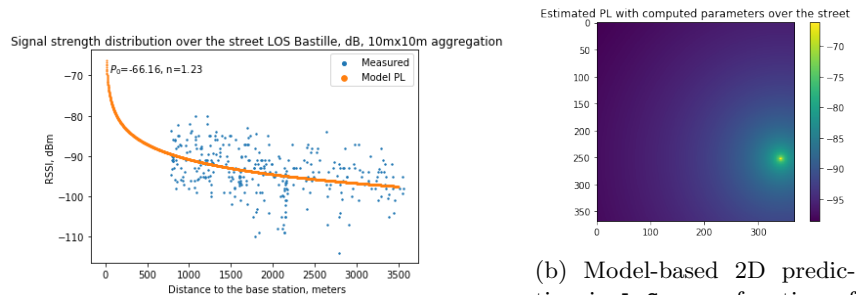 Signal strength distribution over the street LOS Bastille, dB, 10mx10m aggregation
P₀=-66.16, n=1.23
Measured
Model PL
RSSI, dBm
−70
−80
−90
−100
−110
0 500 1000 1500 2000 2500 3000 3500
Distance to the base station, meters
Estimated PL with computed parameters over the street
0
50
100
150
200
250
300
350
0 100 200 300
−70
−75
−80
−85
−90
−95
(b) Model-based 2D predic-